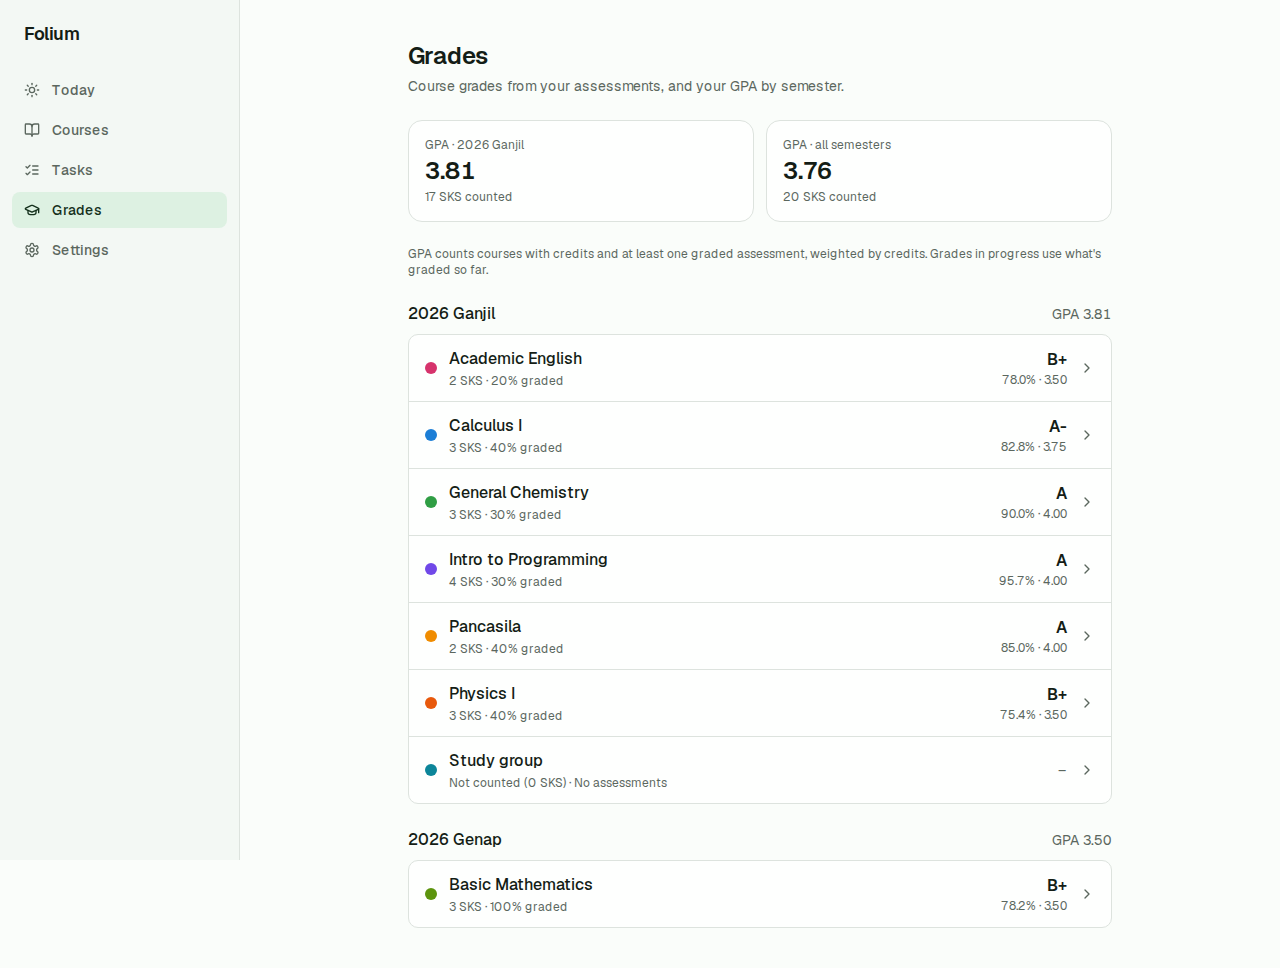 Folium
Today
Courses
Tasks
Grades
Settings
Grades
Course grades from your assessments, and your GPA by semester.
GPA · 2026 Ganjil
3.81
17 SKS counted
GPA · all semesters
3.76
20 SKS counted
GPA counts courses with credits and at least one graded assessment, weighted by credits. Grades in progress use what's
graded so far.
2026 Ganjil
GPA 3.81
Academic English
2 SKS · 20% graded
B+
78.0% · 3.50
Calculus I
3 SKS · 40% graded
A-
82.8% · 3.75
General Chemistry
3 SKS · 30% graded
A
90.0% · 4.00
Intro to Programming
4 SKS · 30% graded
A
95.7% · 4.00
Pancasila
2 SKS · 40% graded
A
85.0% · 4.00
Physics I
3 SKS · 40% graded
B+
75.4% · 3.50
Study group
Not counted (0 SKS) · No assessments
–
2026 Genap
GPA 3.50
Basic Mathematics
3 SKS · 100% graded
B+
78.2% · 3.50